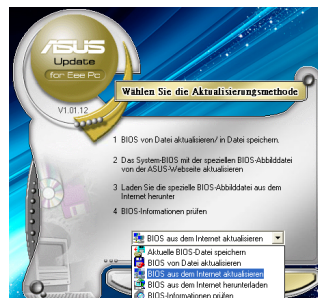 ASUS
Update
for Eee Pc
V1.01.12
Wählen Sie die Aktualisierungsmethode
1 BIOS von Datei aktualisieren/ in Datei speichern.
2 Das System-BIOS mit der speziellen BIOS-Abbilddatei
von der ASUS-Webseite aktualisieren
3 Laden Sie die spezielle BIOS-Abbilddatei aus dem
Internet herunter
4 BIOS-Informationen prüfen
BIOS aus dem Internet aktualisieren
Aktuelle BIOS-Datei speichern
BIOS von Datei aktualisieren
BIOS aus dem Internet aktualisieren
BIOS aus dem Internet herunterladen
BIOS-Informationen prüfen